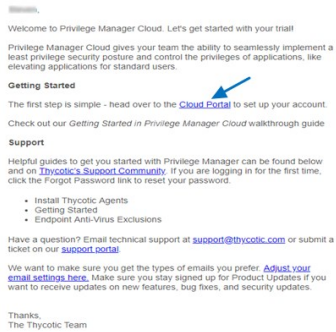 Welcome to Privilege Manager Cloud. Let's get started with your trial!
Privilege Manager Cloud gives your team the ability to seamlessly implement a
least privilege security posture and control the privileges of applications, like
elevating applications for standard users.
Getting Started
The first step is simple - head over to the Cloud Portal to set up your account.
Check out our Getting Started in Privilege Manager Cloud walkthrough guide
Support
Helpful guides to get you started with Privilege Manager can be found below
and on Thycotic's Support Community. If you are logging in for the first time,
click the Forgot Password link to reset your password.
• Install Thycotic Agents
• Getting Started
• Endpoint Anti-Virus Exclusions
Have a question? Email technical support at support@thycotic.com or submit a
ticket on our support portal.
We want to make sure you get the types of emails you prefer. Adjust your
email settings here. Make sure you stay signed up for Product Updates if you
want to receive updates on new features, bug fixes, and security updates.
Thanks,
The Thycotic Team